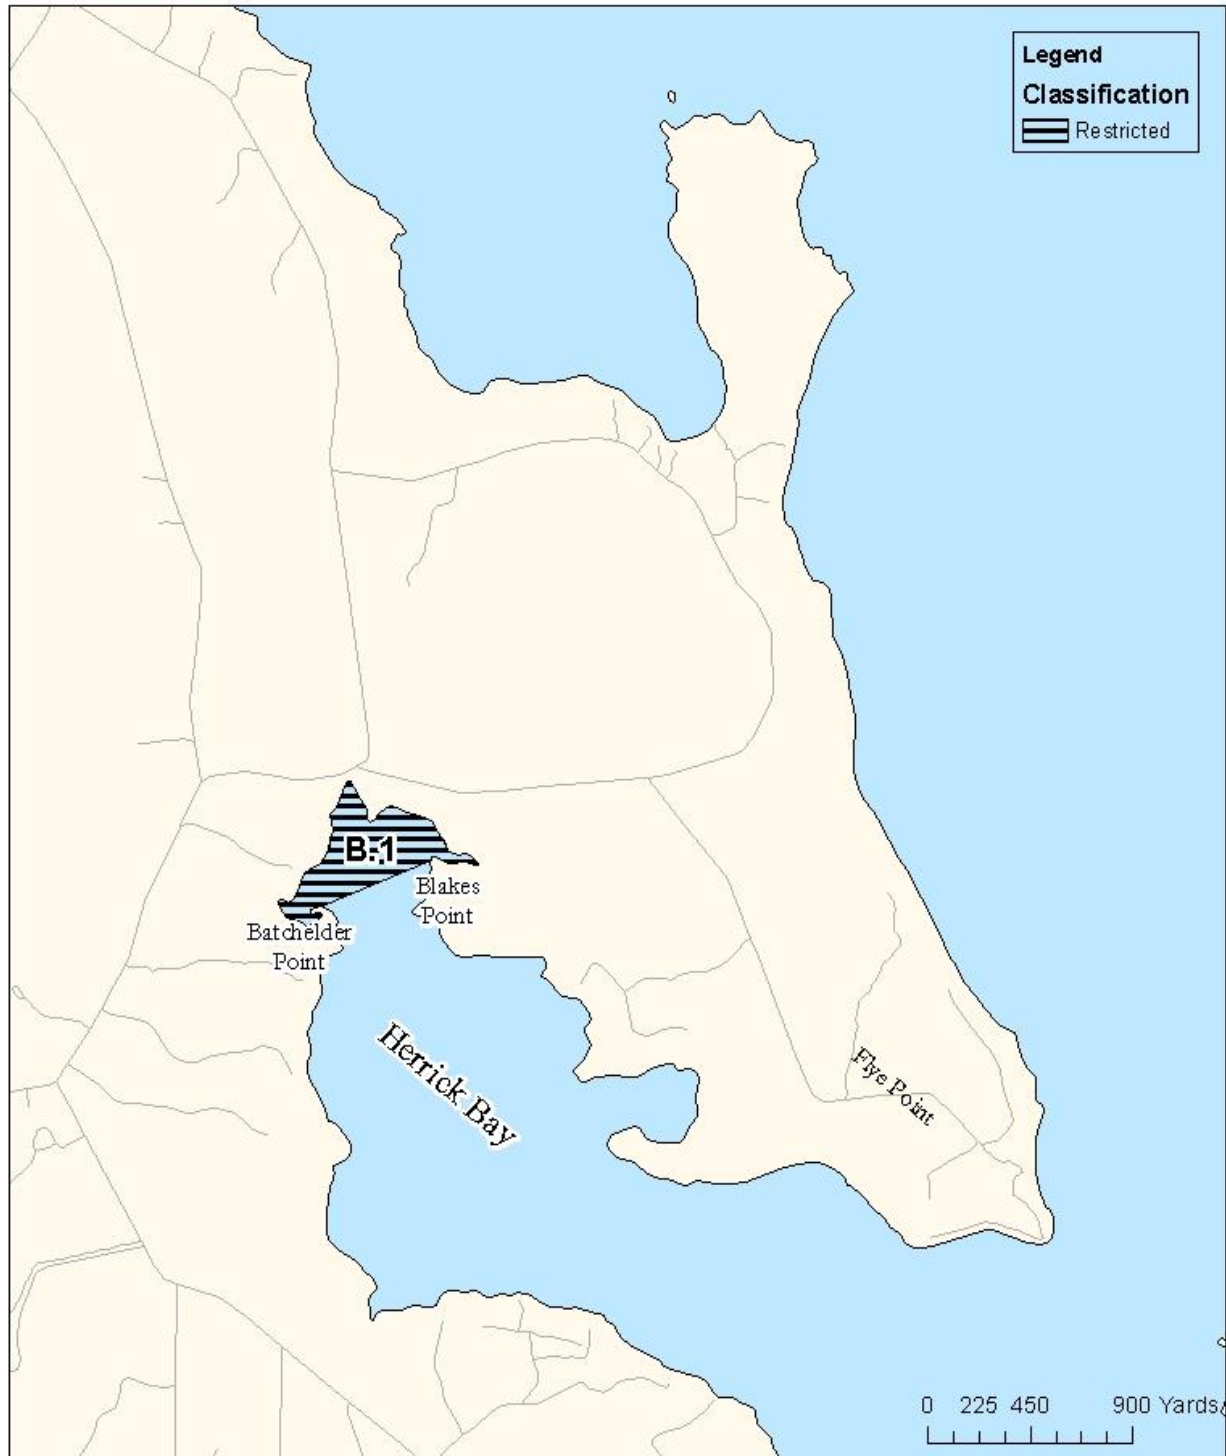 Legend
Classification
Restricted
B.1
Blakes
Point
Batchelder
Point
Herrick Bay
Flye Point
0 225 450 900 Yards